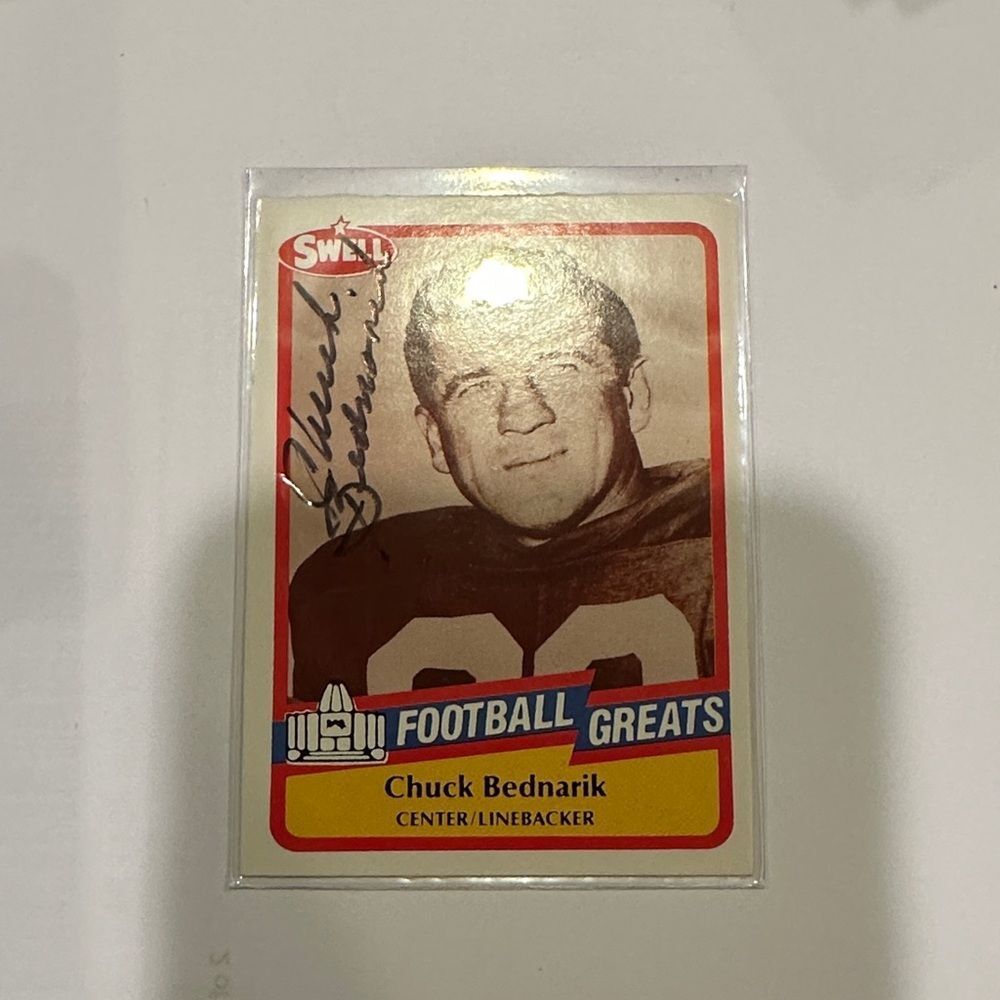 SWELL
Chuck
Bednarik
FOOTBALL GREATS
Chuck Bednarik
CENTER/LINEBACKER